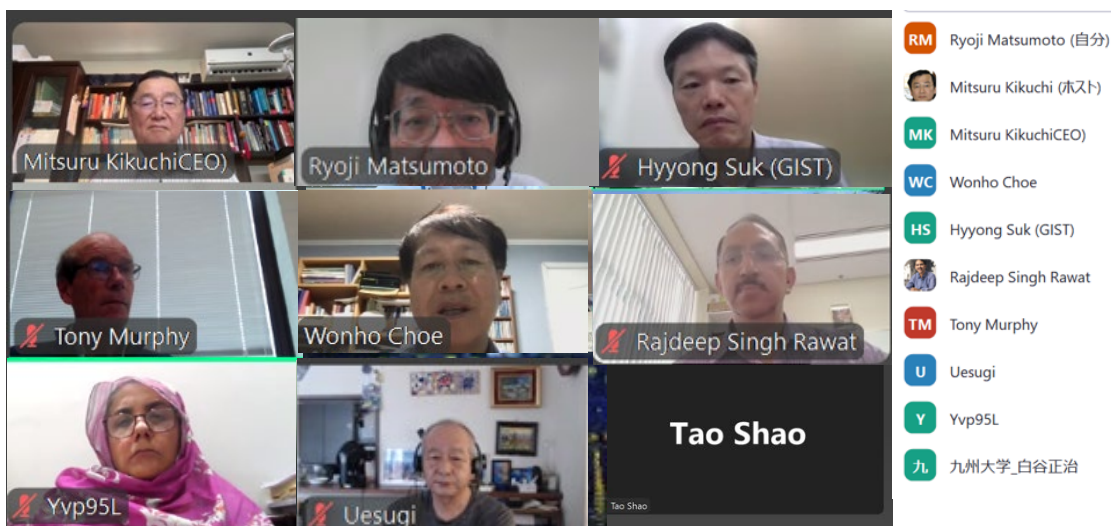 Mitsuru KikuchiCEO)
Ryoji Matsumoto
Hyyong Suk (GIST)
Tony Murphy
Wonho Choe
Rajdeep Singh Rawat
Yvp95L
Uesugi
Tao Shao
Tao Shao
RM Ryoji Matsumoto (自分)
Mitsuru Kikuchi (ホスト)
MK Mitsuru KikuchiCEO)
WC Wonho Choe
HS Hyyong Suk (GIST)
Rajdeep Singh Rawat
TM Tony Murphy
U Uesugi
Y Yvp95L
九 九州大学_白谷正治